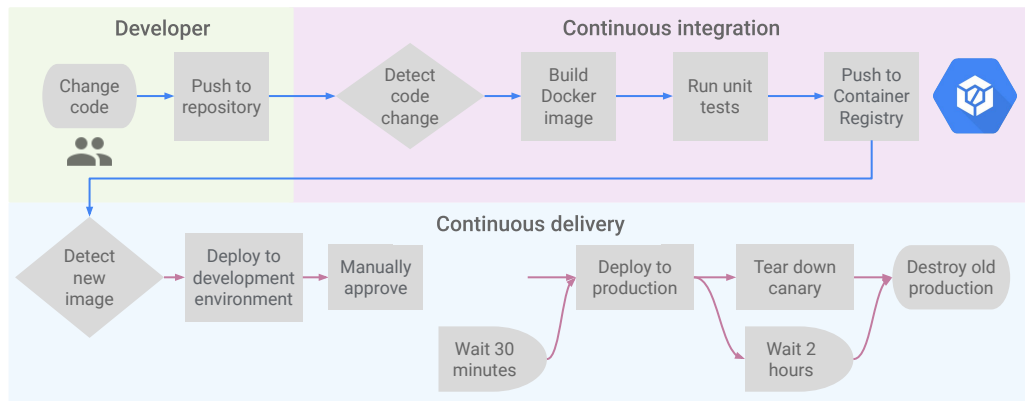 Developer
Continuous integration
Change
code
Push to
repository
Detect
code
change
Build
Docker
image
Run unit
tests
Push to
Container
Registry
Continuous delivery
Detect
new
image
Deploy to
development
environment
Manually
approve
Deploy to
production
Tear down
canary
Destroy old
production
Wait 30
minutes
Wait 2
hours